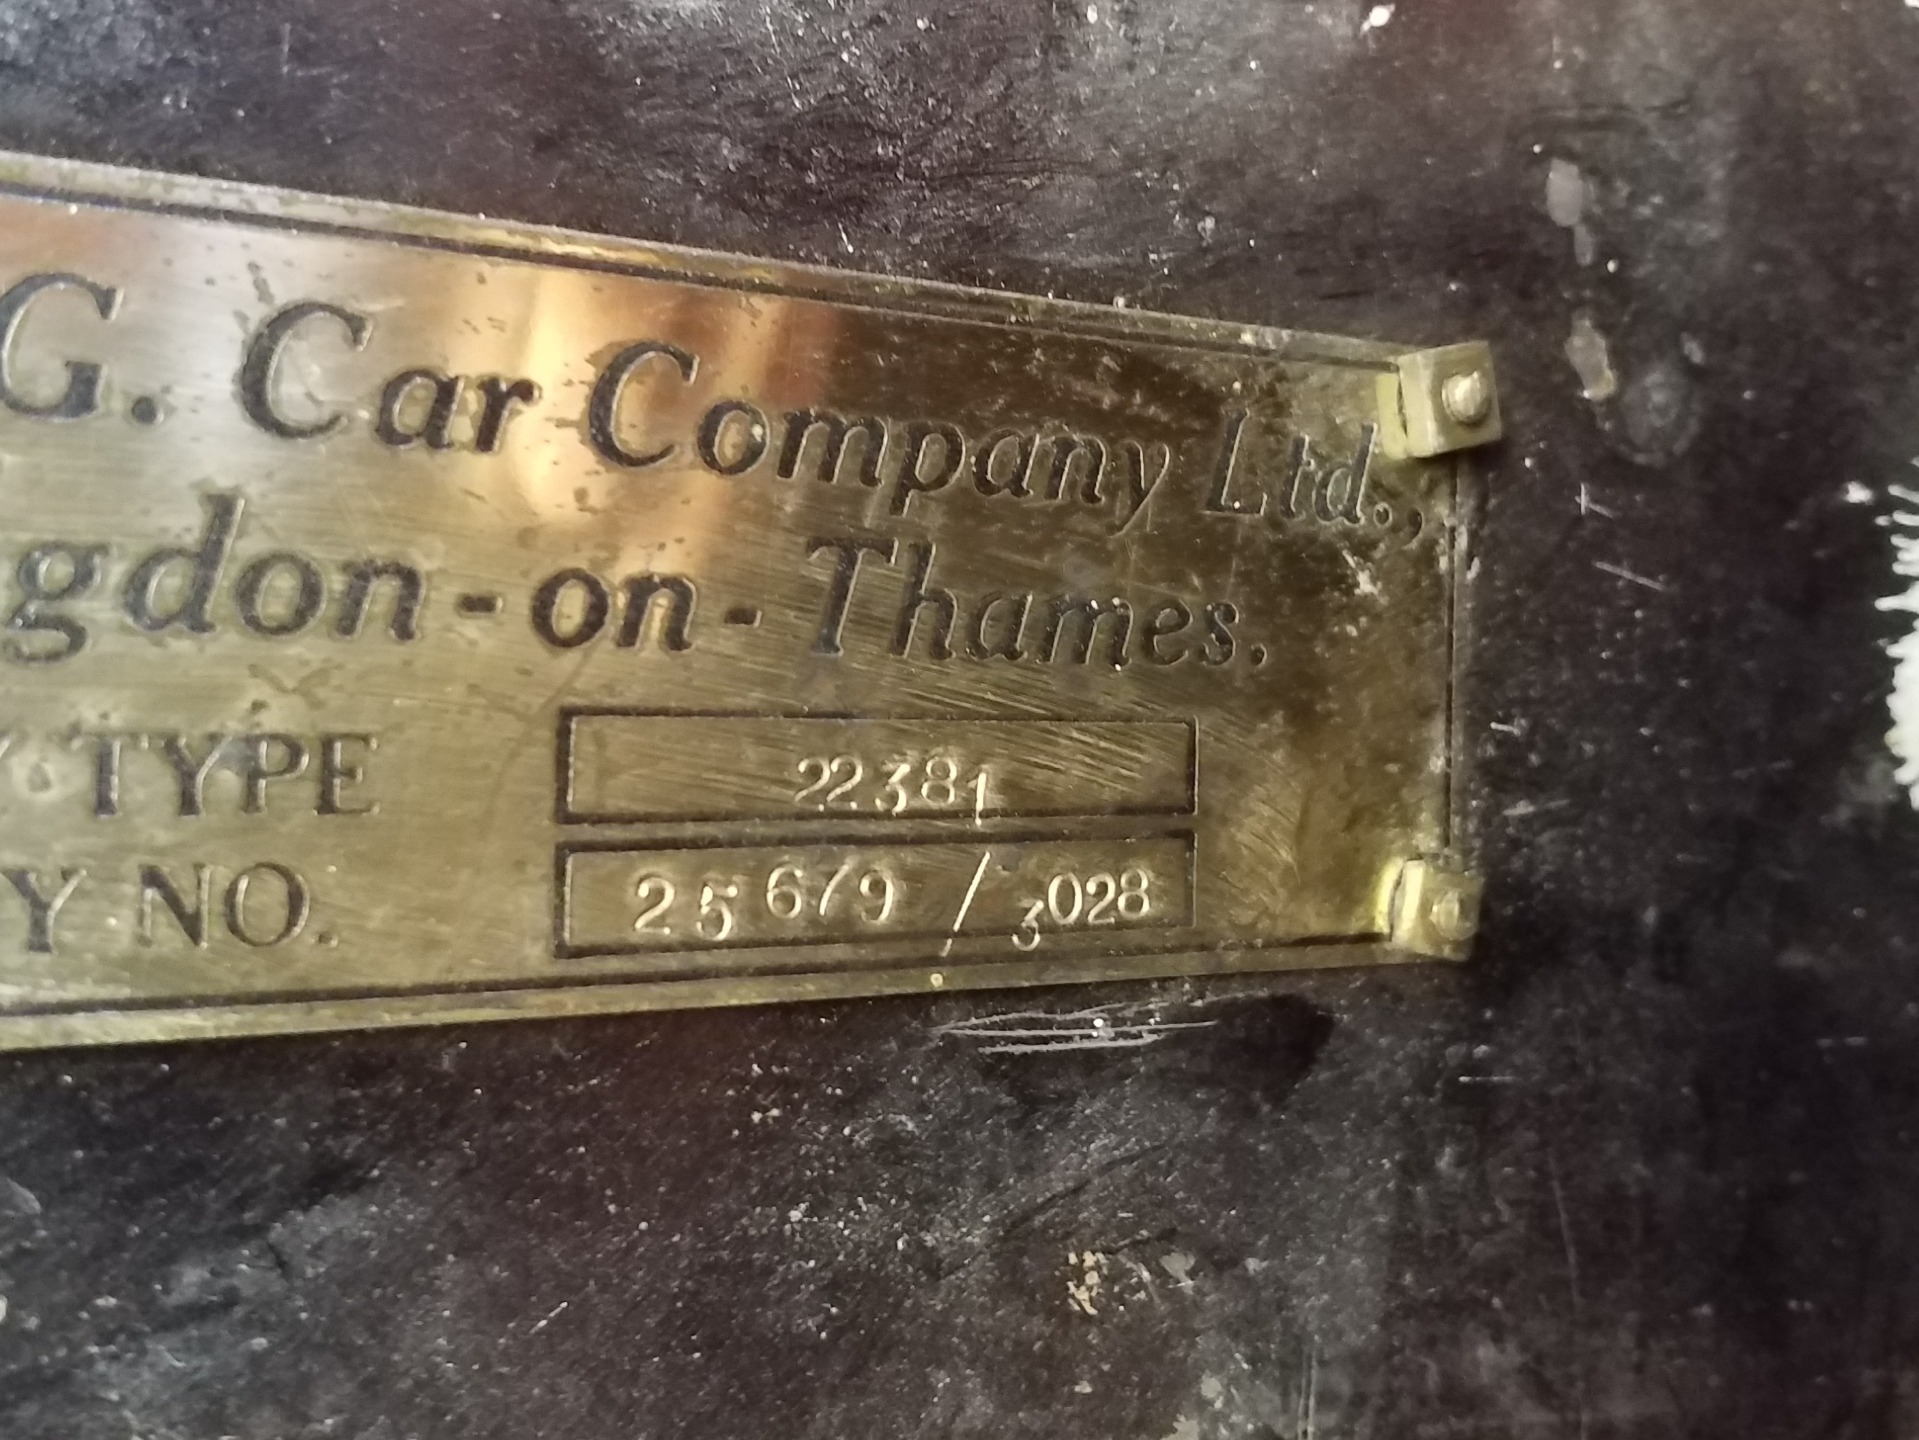 G. Car Company Ltd.,
gdon-on-Thames.
Y TYPE 22381
Y NO. 25679/3028